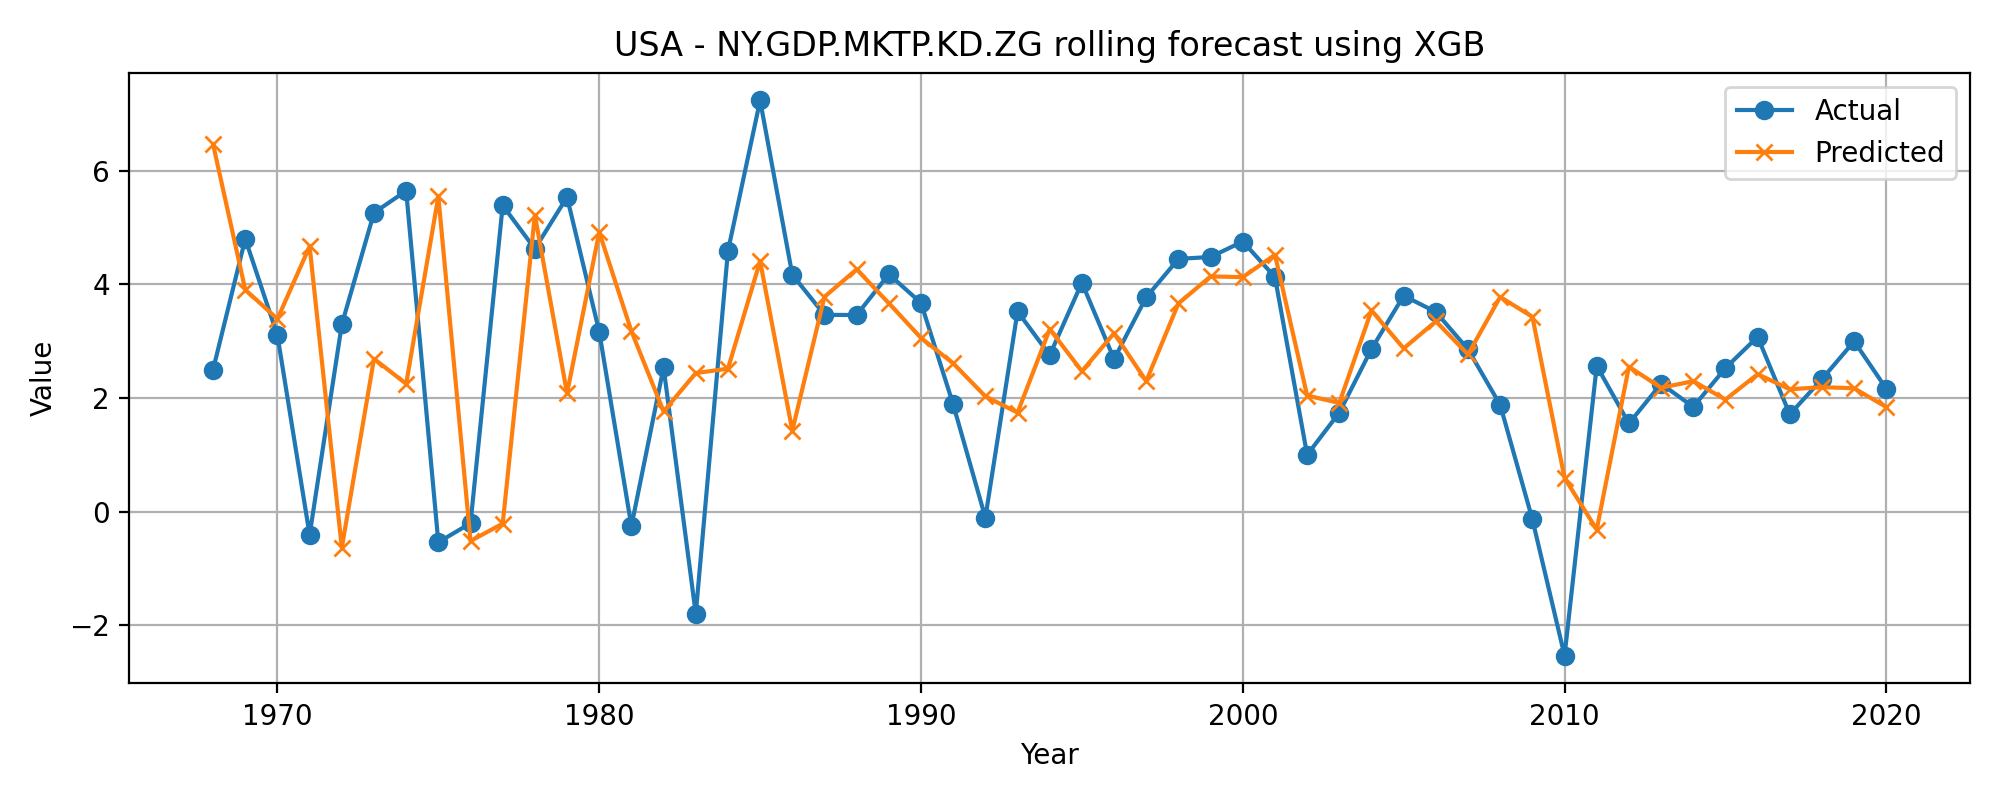 USA - NY.GDP.MKTP.KD.ZG rolling forecast using XGB
Actual
Predicted
6
4
2
0
−2
Value
1970
1980
1990
2000
2010
2020
Year